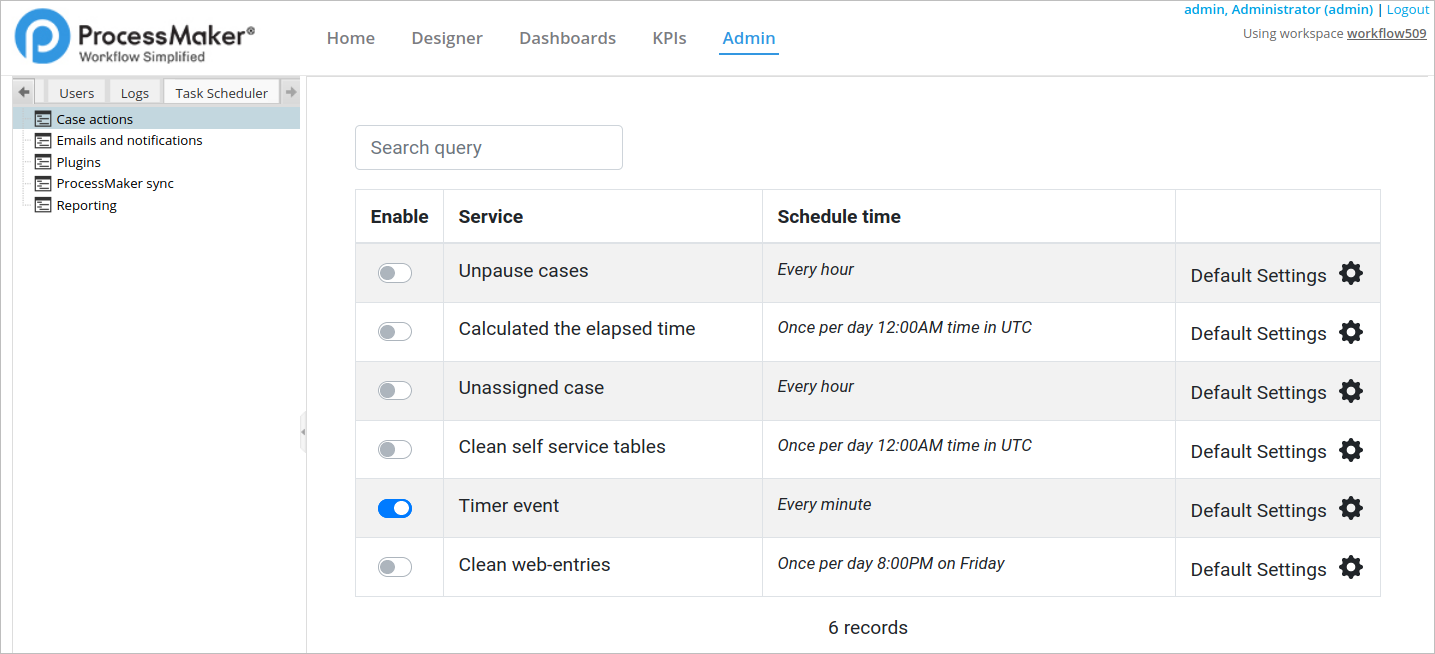 admin, Administrator (admin) | Logout
ProcessMaker®
Workflow Simplified
Home Designer Dashboards KPIs Admin
Using workspace workflow509
Users Logs Task Scheduler
Case actions
Emails and notifications
Plugins
ProcessMaker sync
Reporting
Search query
Enable Service Schedule time
Unpause cases Every hour Default Settings
Calculated the elapsed time Once per day 12:00AM time in UTC Default Settings
Unassigned case Every hour Default Settings
Clean self service tables Once per day 12:00AM time in UTC Default Settings
Timer event Every minute Default Settings
Clean web-entries Once per day 8:00PM on Friday Default Settings
6 records